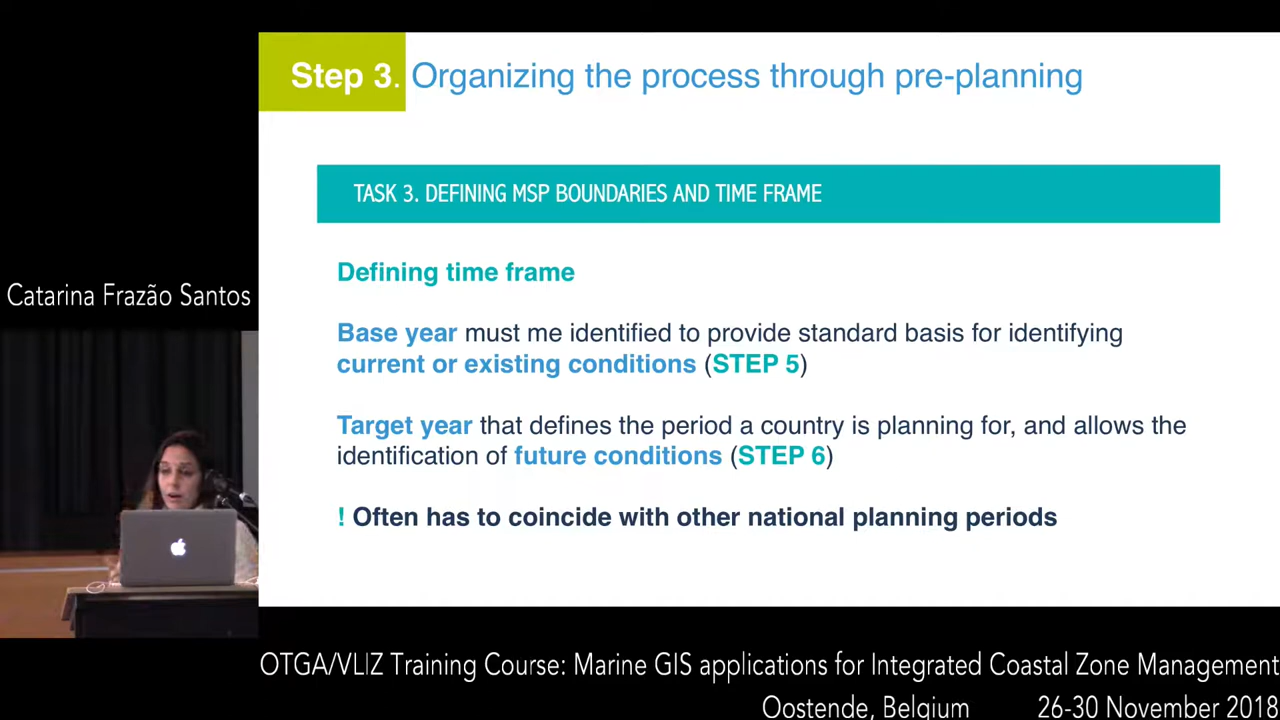 Step 3. Organizing the process through pre-planning
TASK 3. DEFINING MSP BOUNDARIES AND TIME FRAME
Defining time frame
Base year must me identified to provide standard basis for identifying
current or existing conditions (STEP 5)
Target year that defines the period a country is planning for, and allows the
identification of future conditions (STEP 6)
! Often has to coincide with other national planning periods
Catarina Frazão Santos
OTGA/VLIZ Training Course: Marine GIS applications for Integrated Coastal Zone Management
Oostende, Belgium 26-30 November 2018